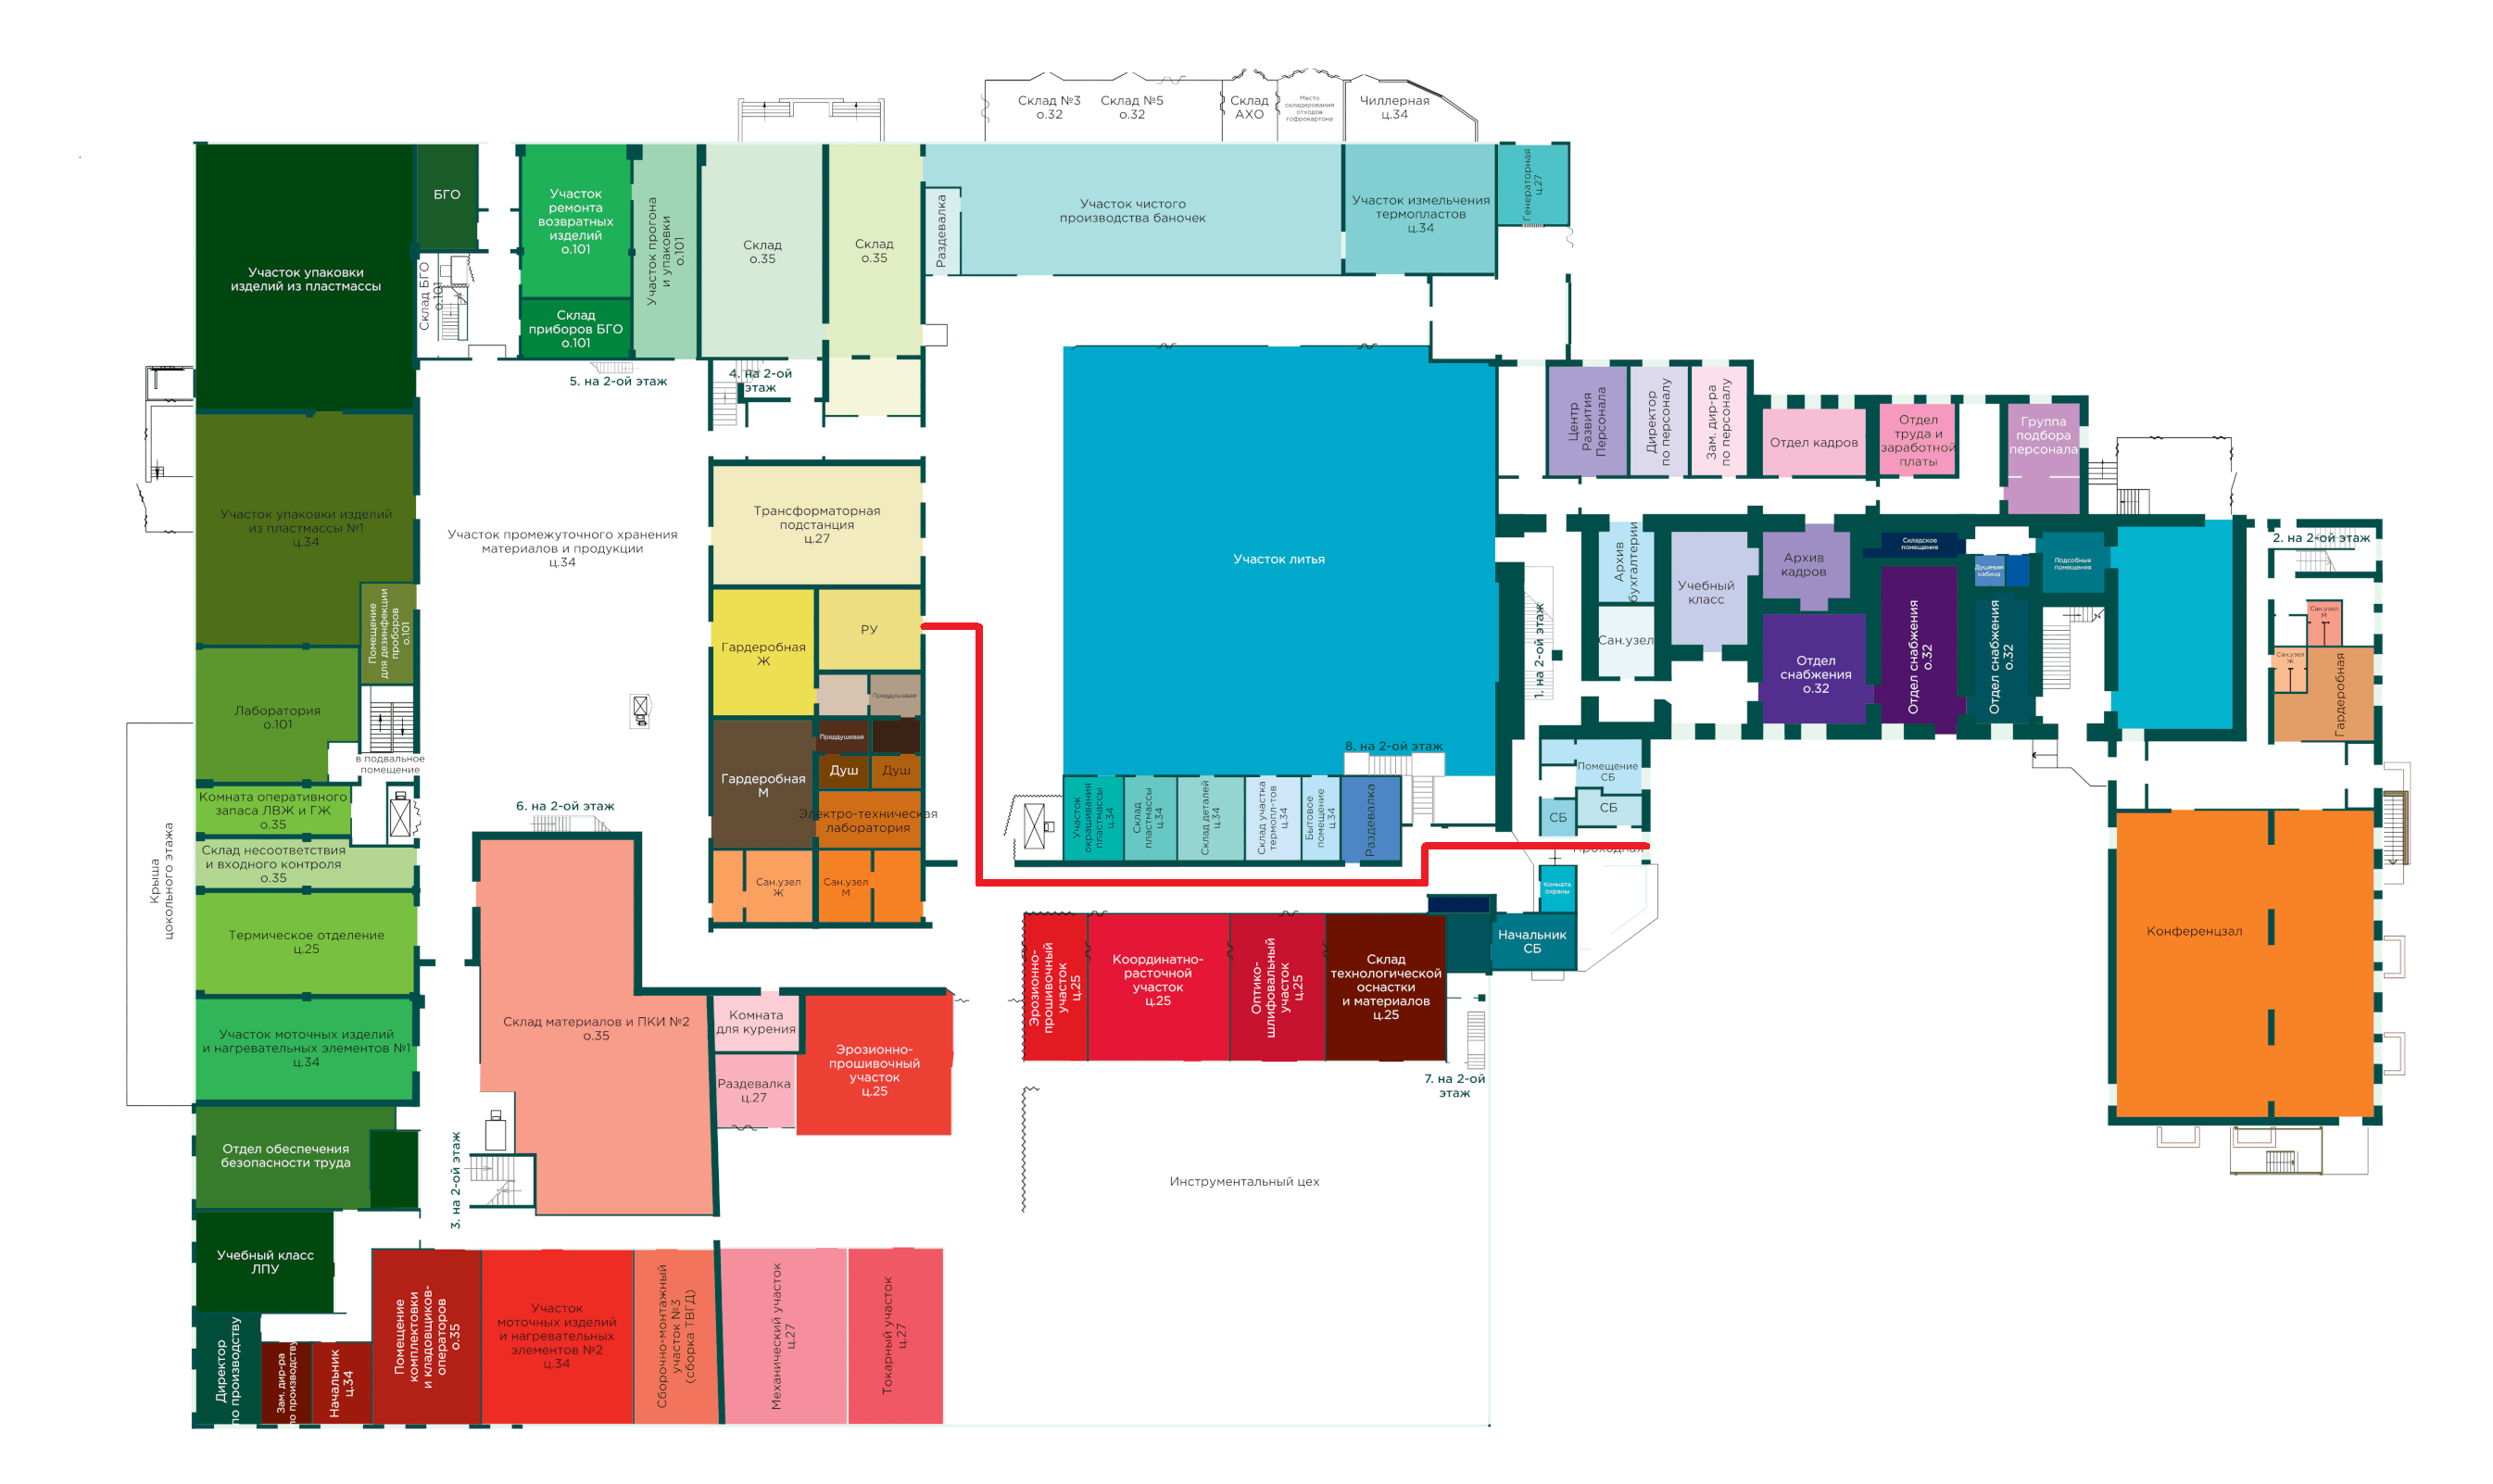 Склад №3
о.32
Склад №5
о.32
Склад
АХО
Место
складирования
отходов
гофрокартона
Чиллерная
ц.34
Участок упаковки
изделий из пластмассы
БГО
Склад БГО
о.101
Участок
ремонта
возвратных
изделий
о.101
Склад
приборов БГО
о.101
Участок прогона
и упаковки
о.101
Склад
о.35
Склад
о.35
Раздевалка
Участок чистого
производства баночек
Участок измельчения
термопластов
ц.34
Генераторная
ц.27
5. на 2-ой этаж
4. на 2-ой
этаж
Центр
Развития
Персонала
Директор
по персоналу
Зам. дир-ра
по персоналу
Отдел кадров
Отдел
труда и
заработной
платы
Группа
подбора
персонала
Участок упаковки изделий
из пластмассы №1
ц.34
Участок промежуточного хранения
материалов и продукции
ц.34
Трансформаторная
подстанция
ц.27
Участок литья
Архив
бухгалтерии
Учебный
класс
Архив
кадров
Складское
помещение
Душевая
кабина
Подсобные
помещения
2. на 2-ой этаж
Помещение
для дезинфекции
проборов
о.101
Гардеробная
Ж
РУ
1. на 2-ой этаж
Сан.узел
Отдел
снабжения
о.32
Отдел снабжения
о.32
Отдел снабжения
о.32
Сан.узел
М
Сан.узел
Ж
Гардеробная
Лаборатория
о.101
Преддушевая
Преддушевая
в подвальное
помещение
Гардеробная
М
Душ
Душ
Электро-техническая
лаборатория
8. на 2-ой этаж
Помещение
СБ
СБ
СБ
Проходная
Комната оперативного
запаса ЛВЖ и ГЖ
о.35
6. на 2-ой этаж
Участок
окрашивания
пластмассы
ц.34
Склад
пластмассы
ц.34
Склад деталей
ц.34
Склад участка
термопл-тов
ц.34
Бытовое
помещение
ц.34
Раздевалка
Склад несоответствия
и входного контроля
о.35
Крыша
цокольного этажа
Сан.узел
Ж
Сан.узел
М
Комната
охраны
Термическое отделение
ц.25
Эрозионно-
прошивочный
участок
ц.25
Координатно-
расточной
участок
ц.25
Оптико-
шлифовальный
участок
ц.25
Склад
технологической
оснастки
и материалов
ц.25
Начальник
СБ
Конференцзал
Участок моточных изделий
и нагревательных элементов №1
ц.34
Склад материалов и ПКИ №2
о.35
Комната
для курения
Эрозионно-
прошивочный
участок
ц.25
Раздевалка
ц.27
7. на 2-ой
этаж
Отдел обеспечения
безопасности труда
3. на 2-ой этаж
Инструментальный цех
Учебный класс
ЛПУ
Директор
по производству
Зам. дир-ра
по производству
Начальник
ц.34
Помещение
комплектовки
и кладовщиков-
операторов
о.35
Участок
моточных изделий
и нагревательных
элементов №2
ц.34
Сборочно-монтажный
участок №3
(сборка ТВГД)
Механический участок
ц.27
Токарный участок
ц.27